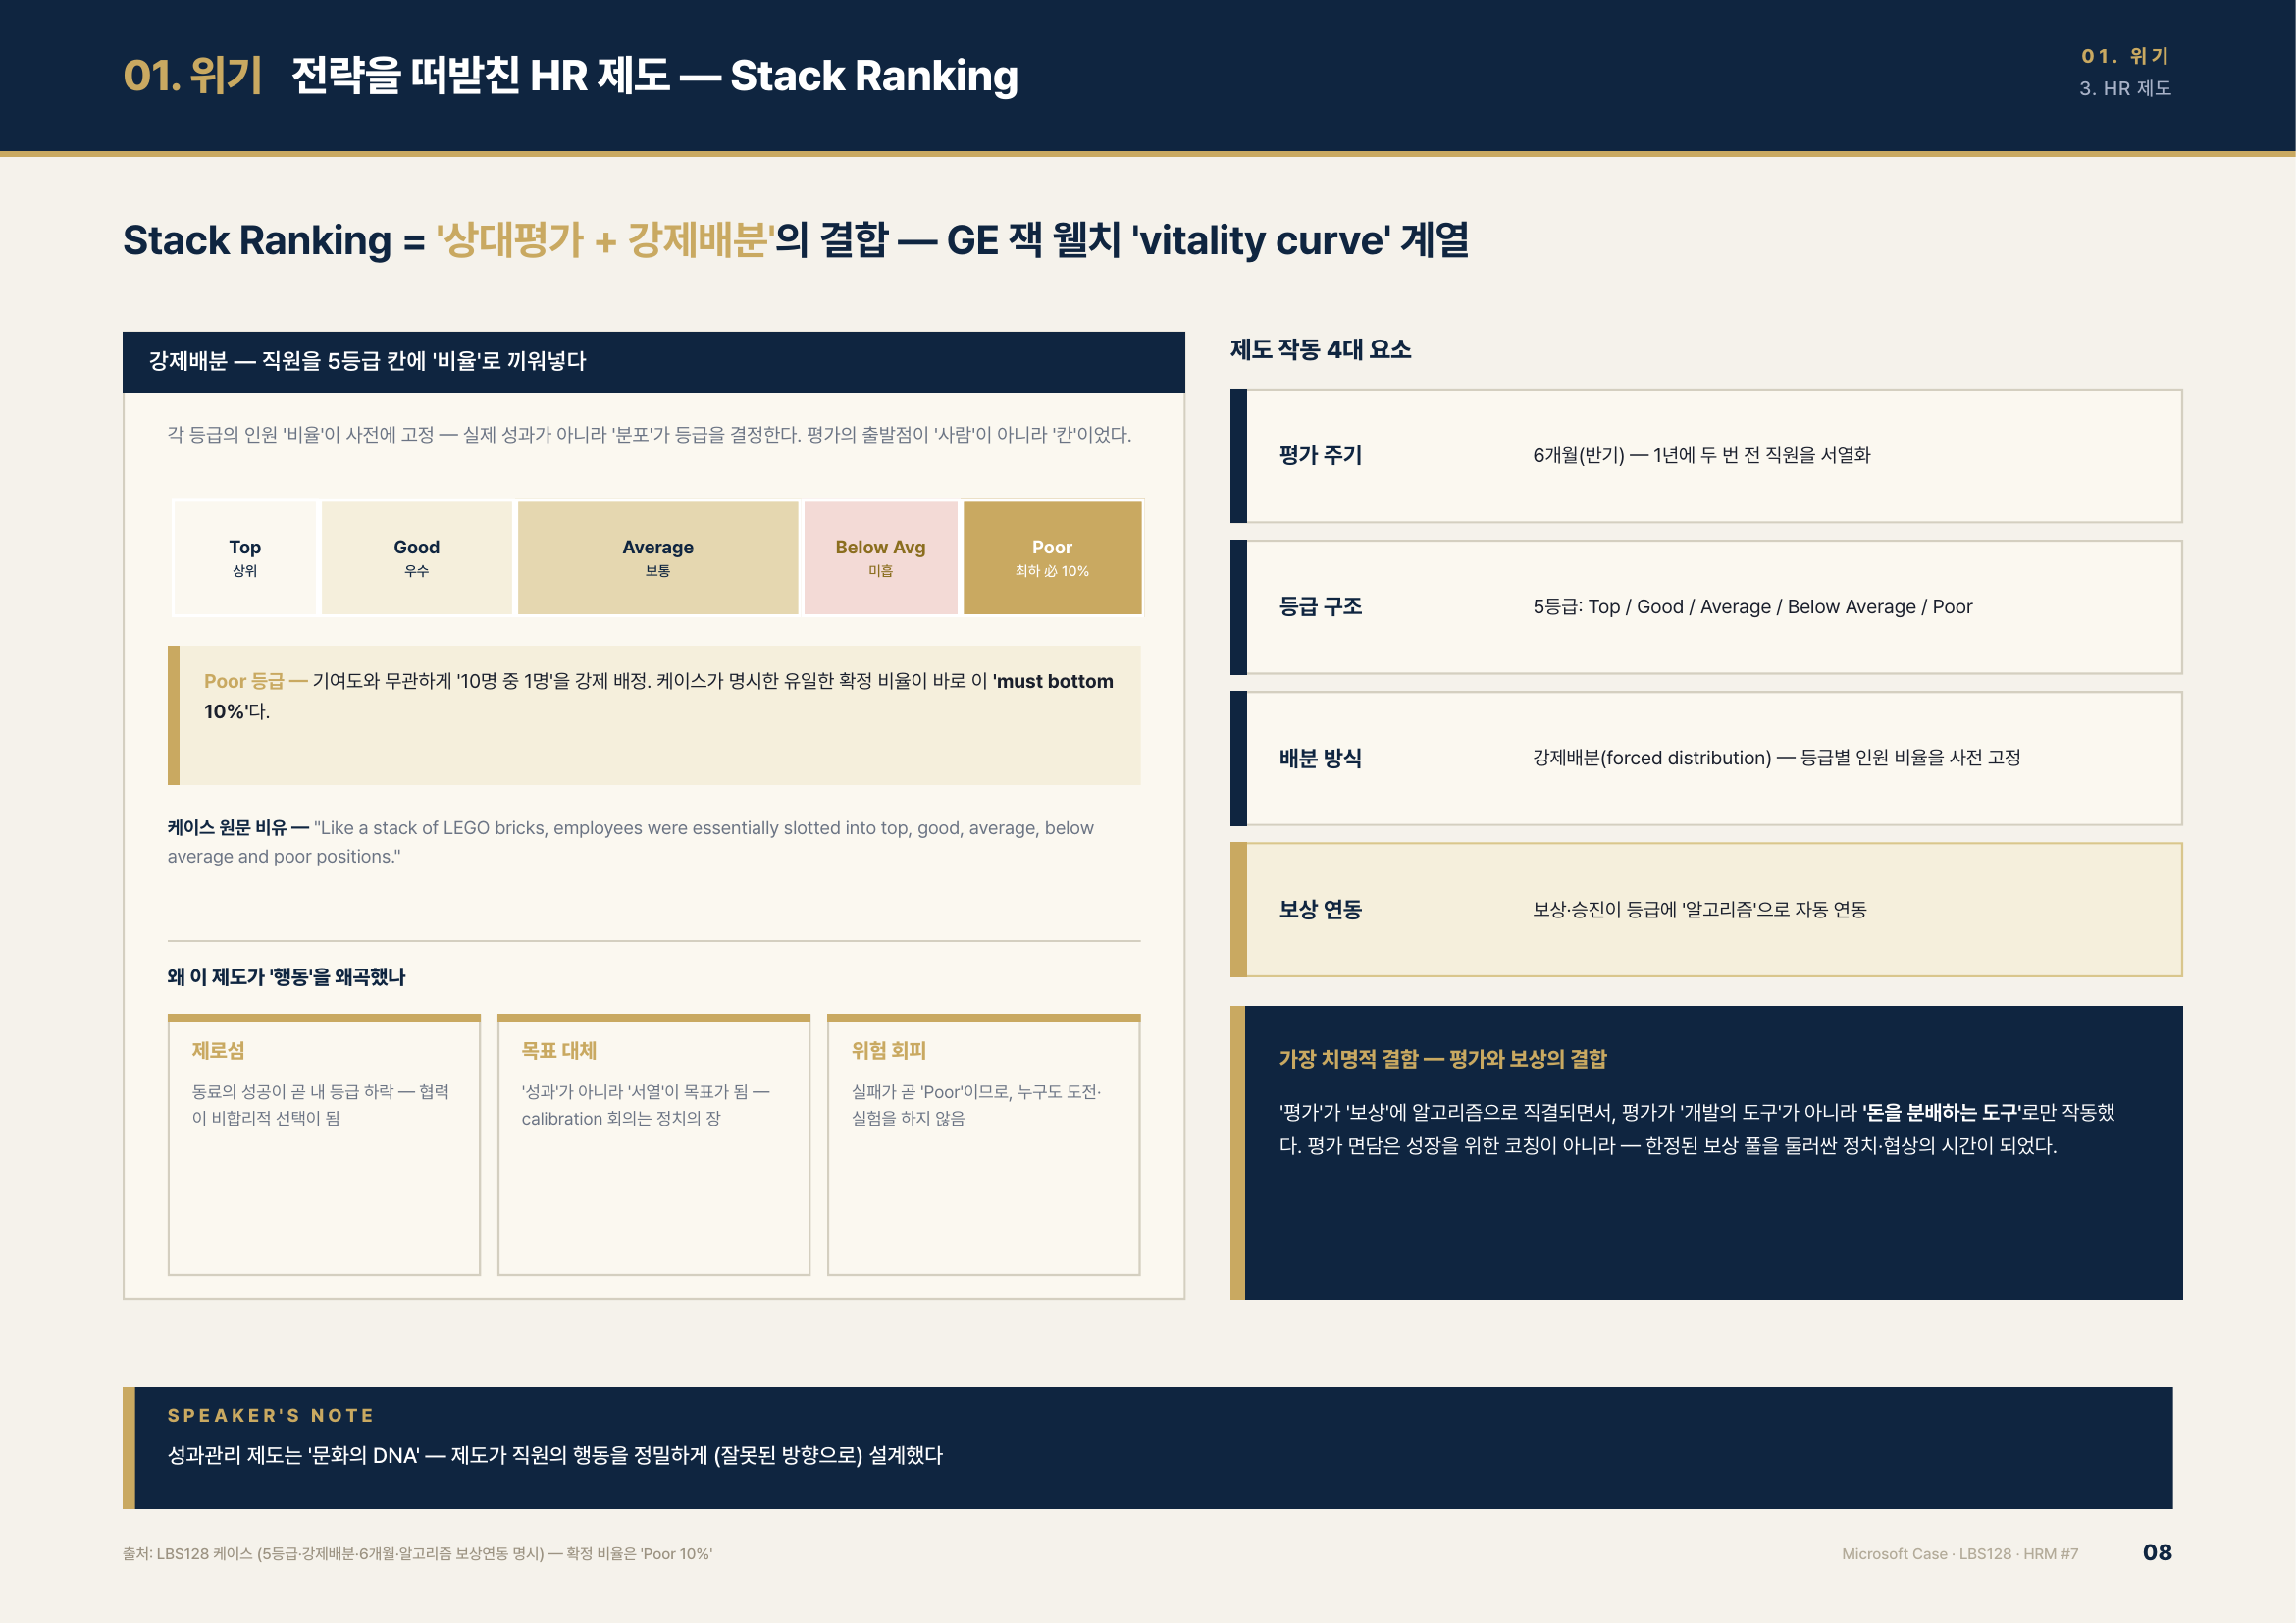 01. 위기 전략을 떠받친 HR 제도 — Stack Ranking
01. 위기
3. HR 제도
Stack Ranking = '상대평가 + 강제배분'의 결합 — GE 잭 웰치 'vitality curve' 계열
강제배분 — 직원을 5등급 칸에 '비율'로 끼워넣다
각 등급의 인원 '비율'이 사전에 고정 — 실제 성과가 아니라 '분포'가 등급을 결정한다. 평가의 출발점이 '사람'이 아니라 '칸'이었다.
Top
상위
Good
우수
Average
보통
Below Avg
미흡
Poor
최하 必 10%
Poor 등급 — 기여도와 무관하게 '10명 중 1명'을 강제 배정. 케이스가 명시한 유일한 확정 비율이 바로 이 'must bottom
10%'다.
케이스 원문 비유 — "Like a stack of LEGO bricks, employees were essentially slotted into top, good, average, below
average and poor positions."
왜 이 제도가 '행동'을 왜곡했나
제로섬
동료의 성공이 곧 내 등급 하락 — 협력
이 비합리적 선택이 됨
목표 대체
'성과'가 아니라 '서열'이 목표가 됨 —
calibration 회의는 정치의 장
위험 회피
실패가 곧 'Poor'이므로, 누구도 도전·
실험을 하지 않음
제도 작동 4대 요소
평가 주기
6개월(반기) — 1년에 두 번 전 직원을 서열화
등급 구조
5등급: Top / Good / Average / Below Average / Poor
배분 방식
강제배분(forced distribution) — 등급별 인원 비율을 사전 고정
보상 연동
보상·승진이 등급에 '알고리즘'으로 자동 연동
가장 치명적 결함 — 평가와 보상의 결합
'평가'가 '보상'에 알고리즘으로 직결되면서, 평가가 '개발의 도구'가 아니라 '돈을 분배하는 도구'로만 작동했
다. 평가 면담은 성장을 위한 코칭이 아니라 — 한정된 보상 풀을 둘러싼 정치·협상의 시간이 되었다.
SPEAKER'S NOTE
성과관리 제도는 '문화의 DNA' — 제도가 직원의 행동을 정밀하게 (잘못된 방향으로) 설계했다
출처: LBS128 케이스 (5등급·강제배분·6개월·알고리즘 보상연동 명시) — 확정 비율은 'Poor 10%'
Microsoft Case · LBS128 · HRM #7
08